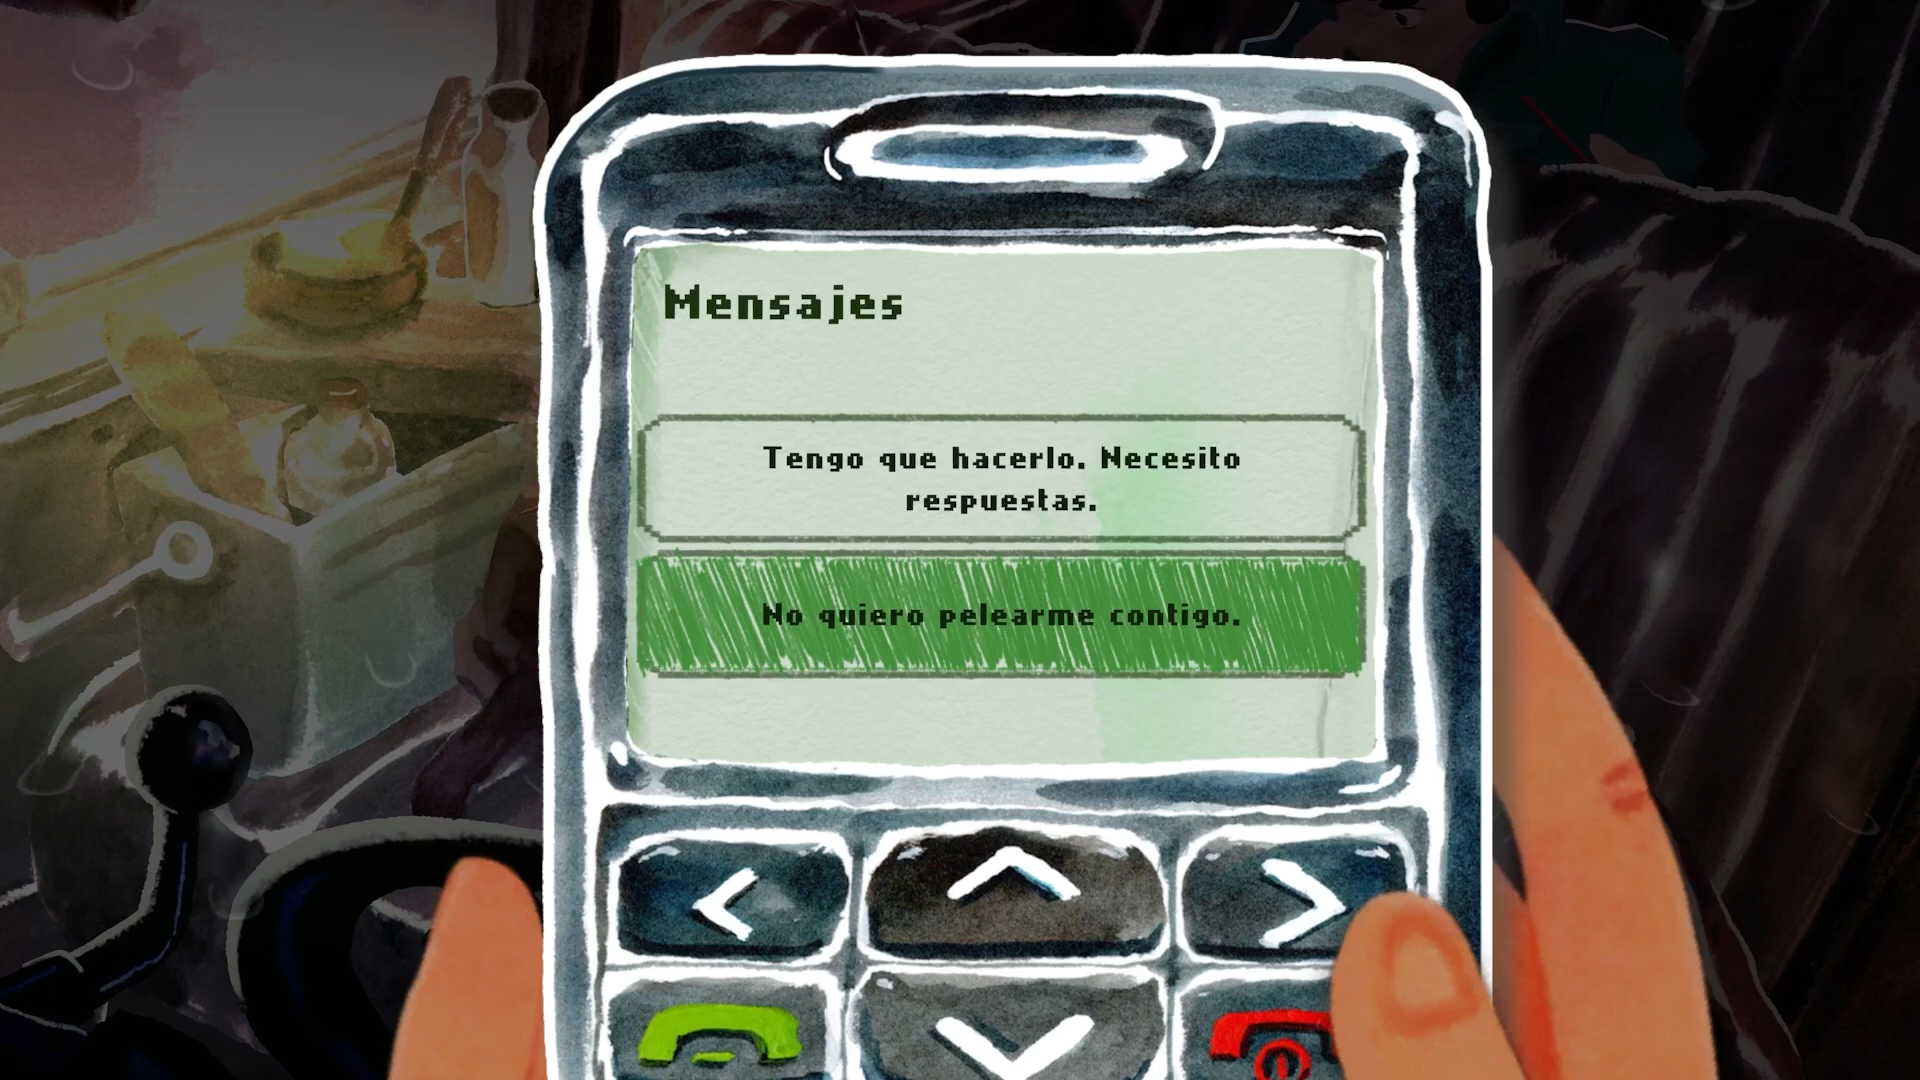 Mensajes
Tengo que hacerlo. Necesito
respuestas.
No quiero pelearme contigo.